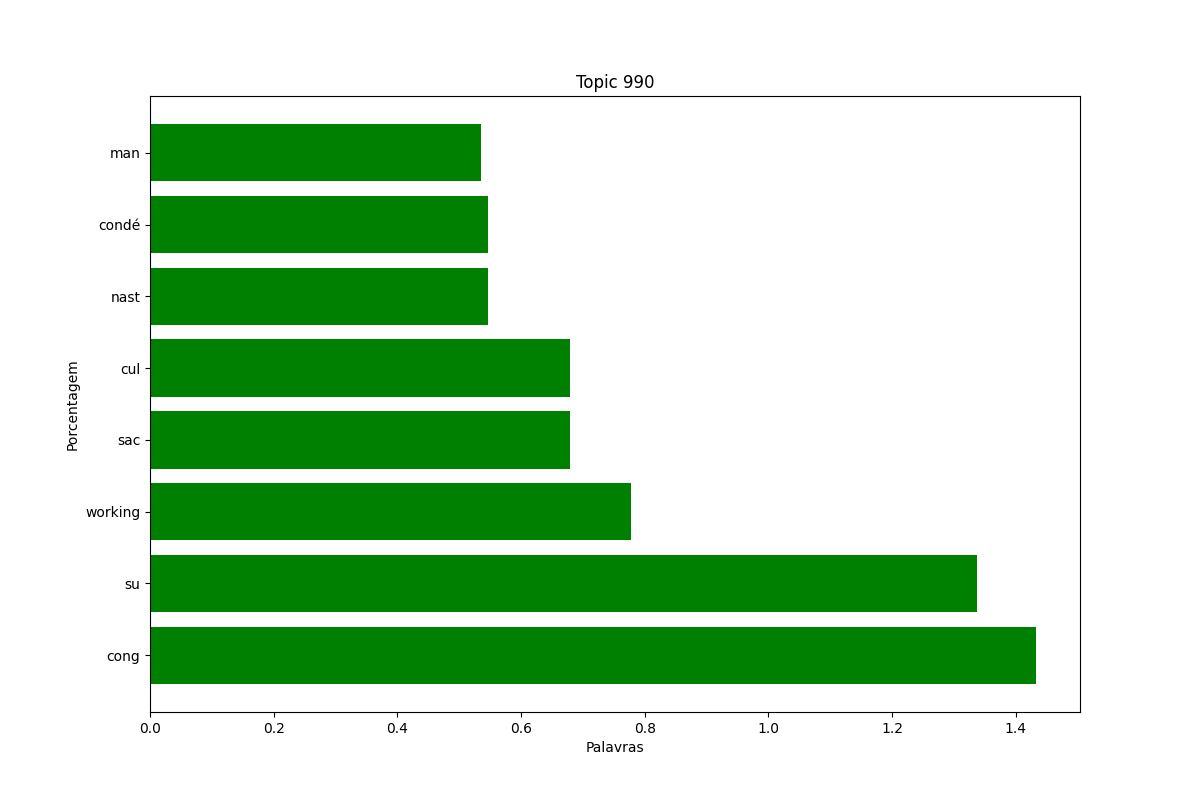 Topic 990
man
condé
nast
cul
sac
working
su
cong
Porcentagem
0.0 0.2 0.4 0.6 0.8 1.0 1.2 1.4
Palavras